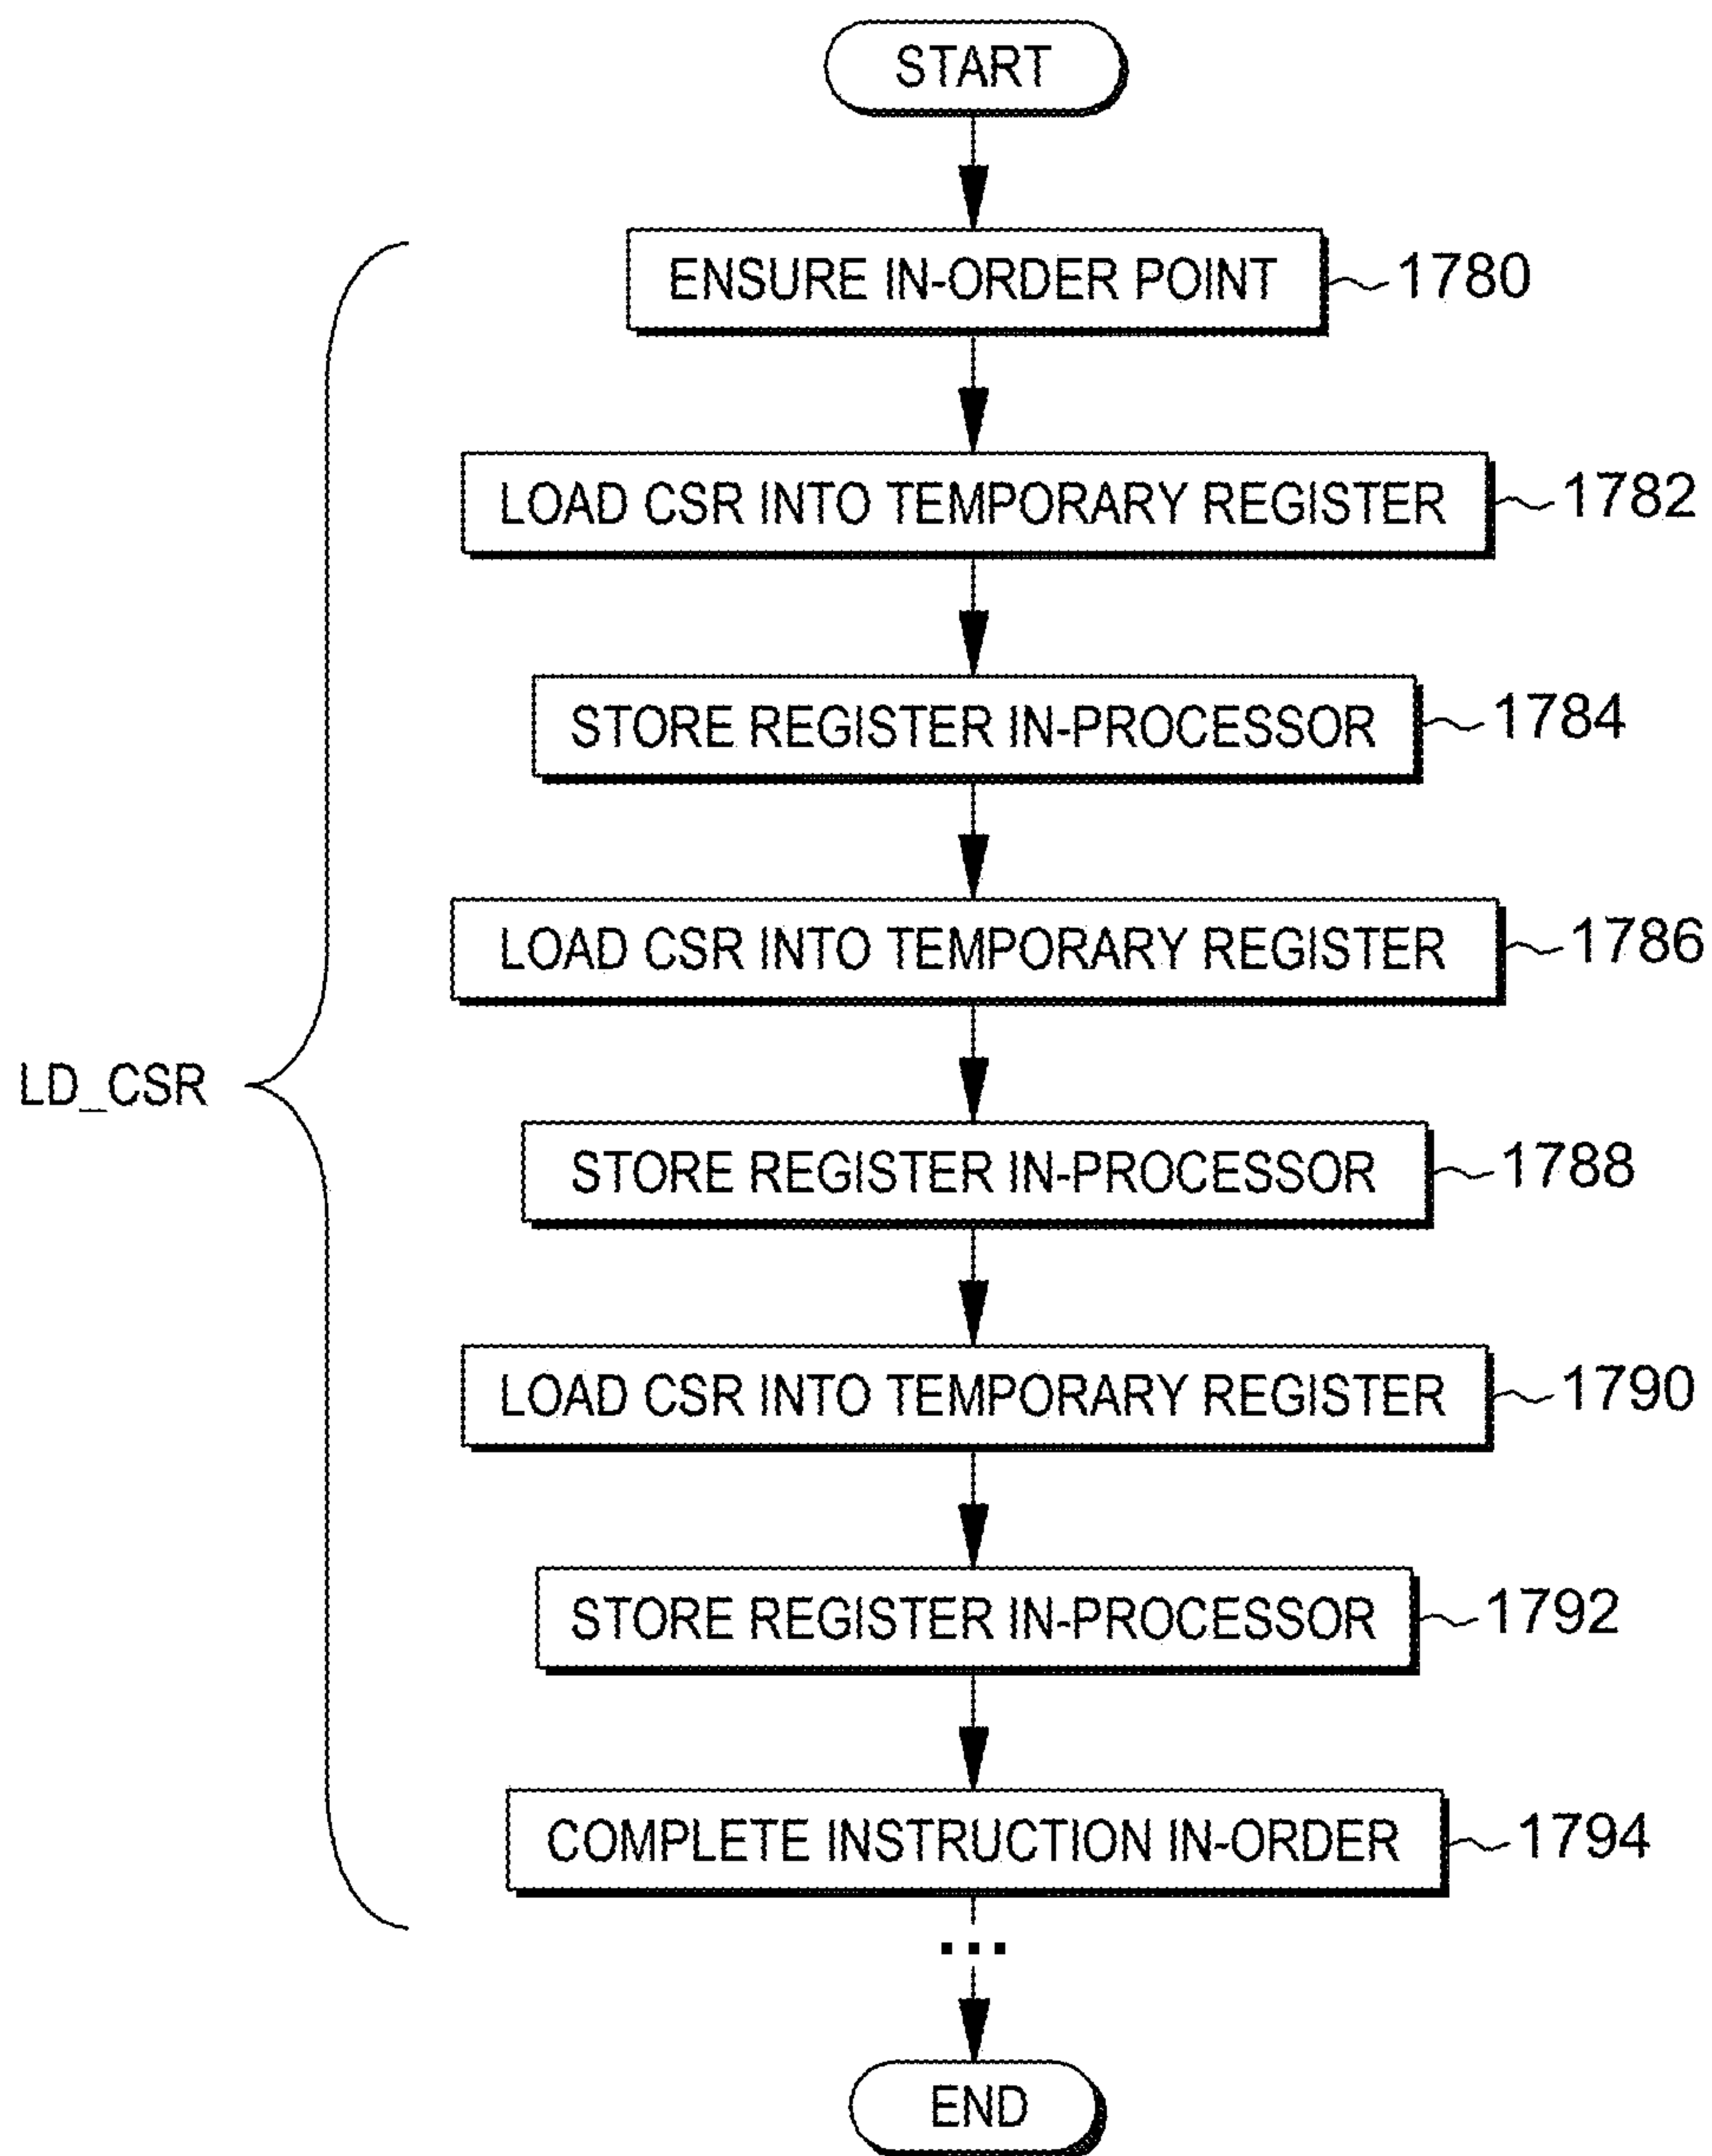 START
ENSURE IN-ORDER POINT 1780
LOAD CSR INTO TEMPORARY REGISTER 1782
STORE REGISTER IN-PROCESSOR 1784
LOAD CSR INTO TEMPORARY REGISTER 1786
LD_CSR
STORE REGISTER IN-PROCESSOR 1788
LOAD CSR INTO TEMPORARY REGISTER 1790
STORE REGISTER IN-PROCESSOR 1792
COMPLETE INSTRUCTION IN-ORDER 1794
...
END